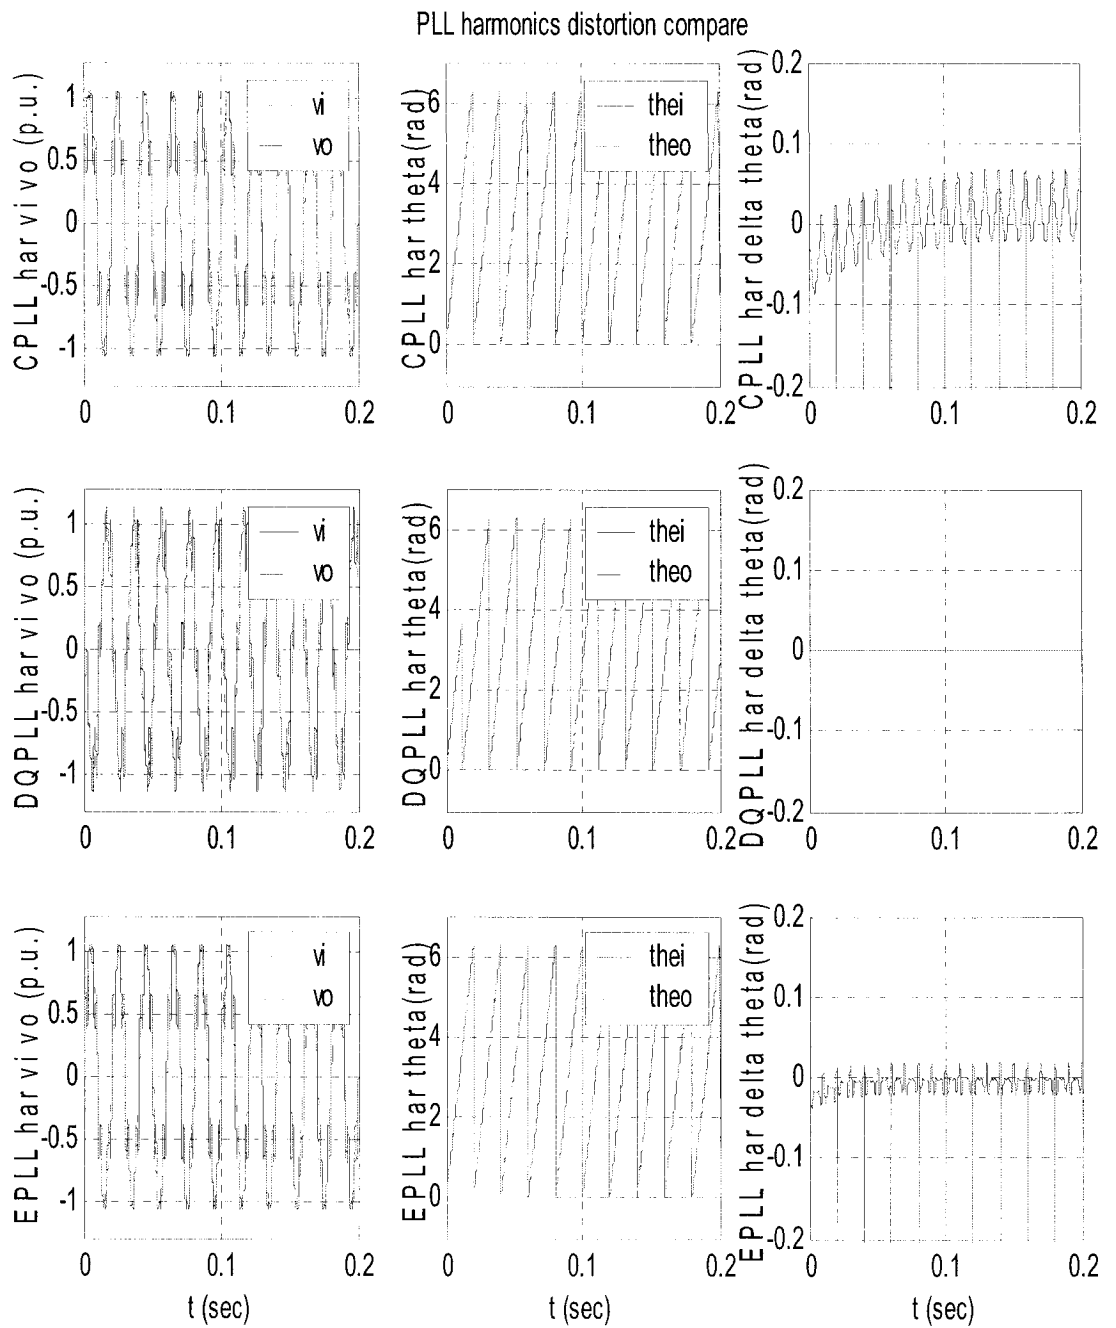 PLL harmonics distortion compare
CPLL har vi vo (p.u.)
1
0.5
0
-0.5
-1
vi
vo
0
0.1
0.2
CPLL har theta(rad)
6
4
2
0
thei
theo
0
0.1
0.2
CPLL har delta theta(rad)
0.2
0.1
0
-0.1
-0.2
0
0.1
0.2
DQPLL har vi vo (p.u.)
1
0.5
0
-0.5
-1
vi
vo
0
0.1
0.2
DQPLL har theta(rad)
6
4
2
0
thei
theo
0
0.1
0.2
DQPLL har delta theta(rad)
0.2
0.1
0
-0.1
-0.2
0
0.1
0.2
EPLL har vi vo (p.u.)
1
0.5
0
-0.5
-1
vi
vo
0
0.1
0.2
t (sec)
EPLL har theta(rad)
6
4
2
0
thei
theo
0
0.1
0.2
t (sec)
EPLL har delta theta(rad)
0.2
0.1
0
-0.1
-0.2
0
0.1
0.2
t (sec)